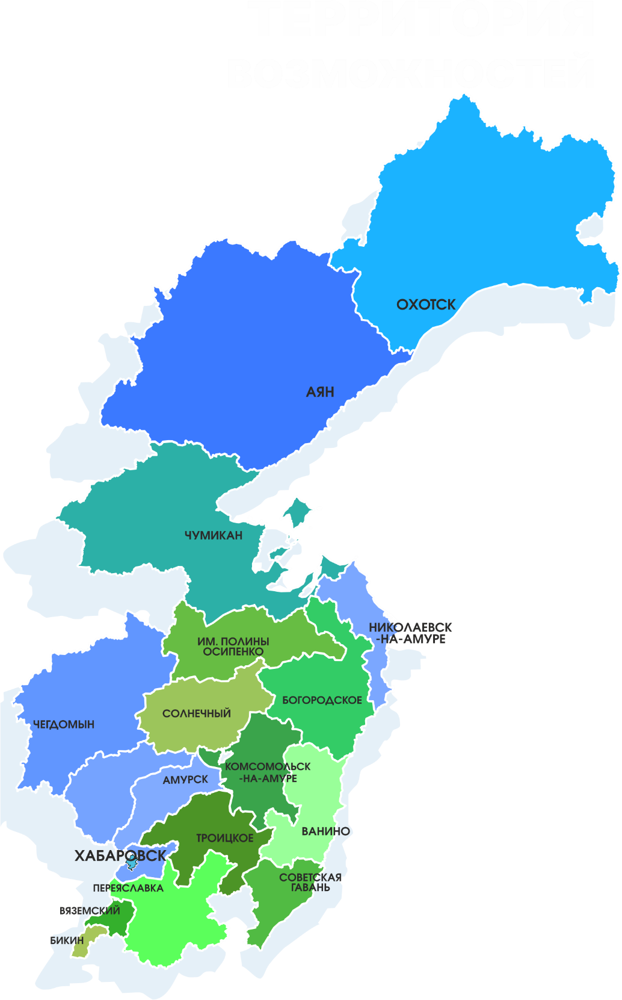 ТЕРРИТОРИЯ
ВОЗМОЖНОСТЕЙ
ОХОТСК
АЯН
ЧУМИКАН
НИКОЛАЕВСК
-НА-АМУРЕ
ИМ. ПОЛИНЫ
ОСИПЕНКО
БОГОРОДСКОЕ
СОЛНЕЧНЫЙ
ЧЕГДОМЫН
КОМСОМОЛЬСК
-НА-АМУРЕ
АМУРСК
ВАНИНО
ТРОИЦКОЕ
ХАБАРОВСК
СОВЕТСКАЯ
ГАВАНЬ
ПЕРЕЯСЛАВКА
ВЯЗЕМСКИЙ
БИКИН